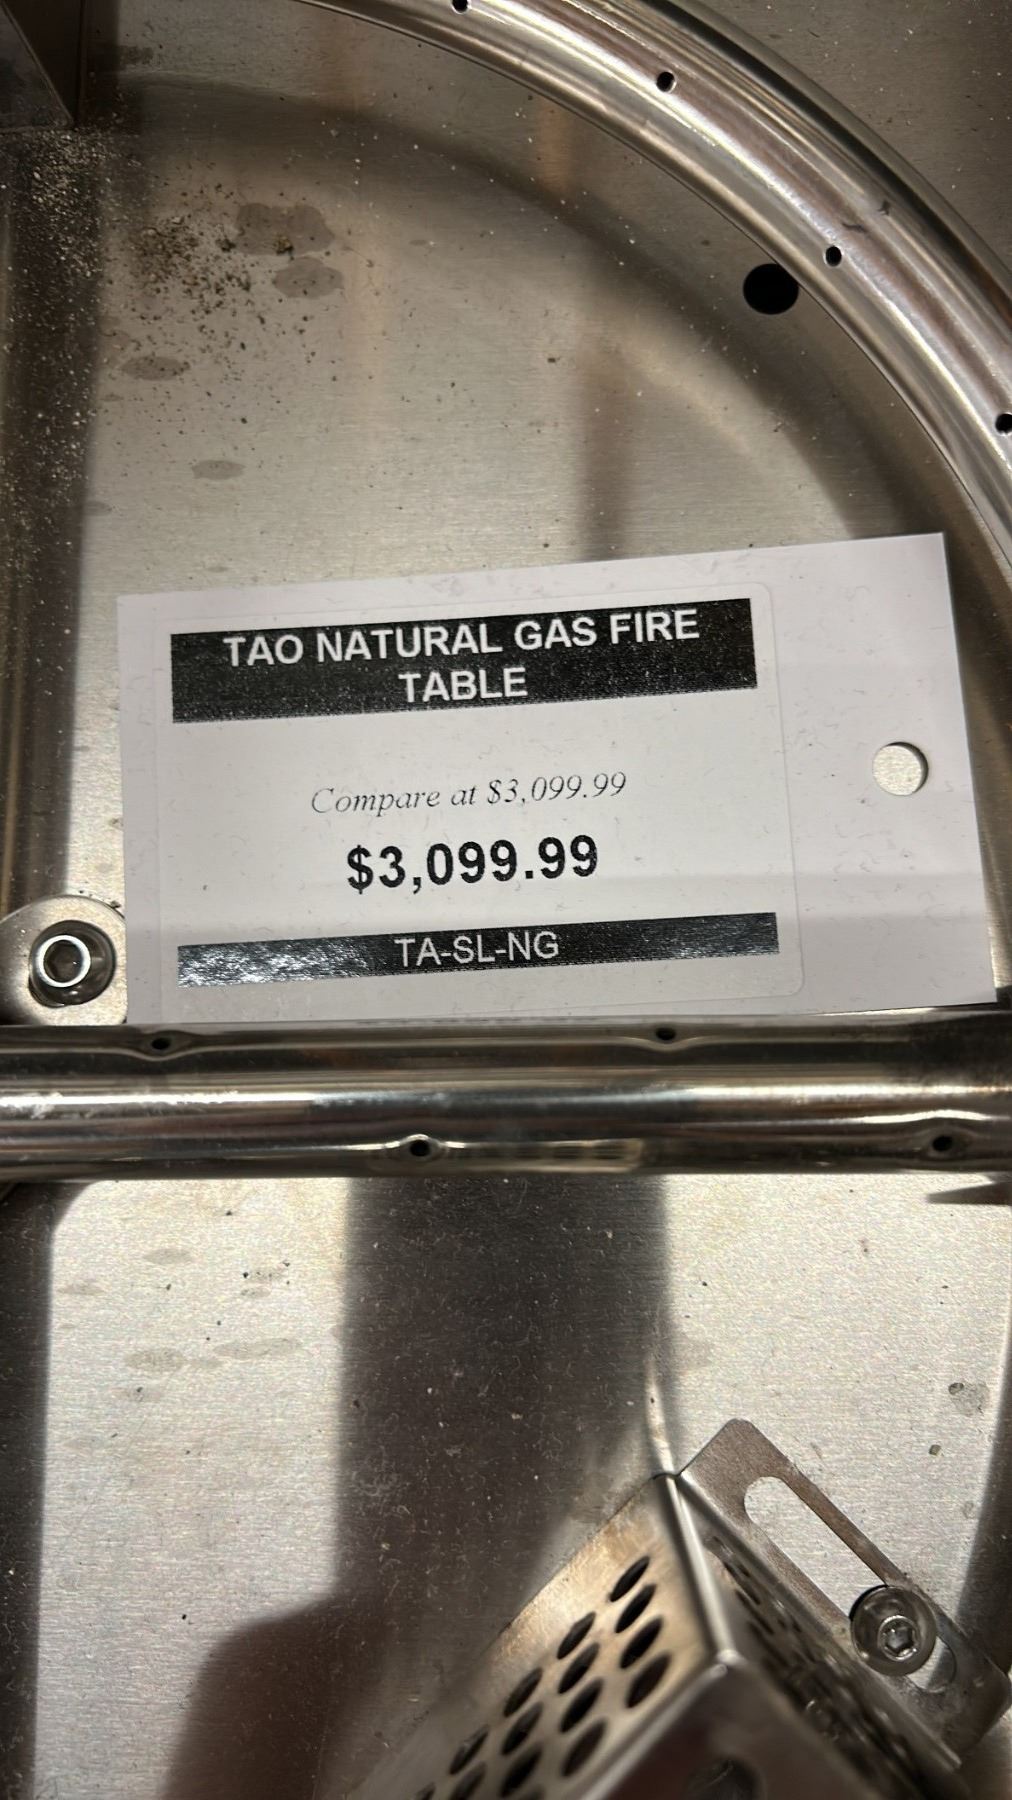 TAO NATURAL GAS FIRE
TABLE
Compare at $3,099.99
$3,099.99
TA-SL-NG